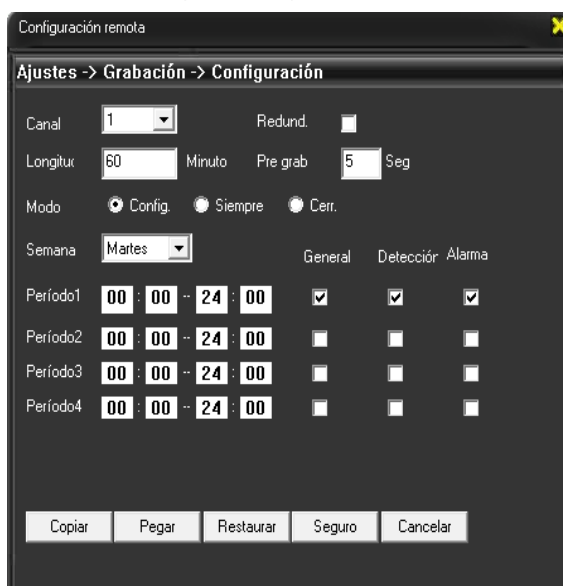 Configuración remota
Ajustes -> Grabación -> Configuración
Canal 1 Redund.
Longituc 60 Minuto Pre grab 5 Seg
Modo Config. Siempre Cerr.
Semana Martes General Detecciór Alarma
Período1 00 : 00 - 24 : 00
Período2 00 : 00 - 24 : 00
Período3 00 : 00 - 24 : 00
Período4 00 : 00 - 24 : 00
Copiar Pegar Restaurar Seguro Cancelar